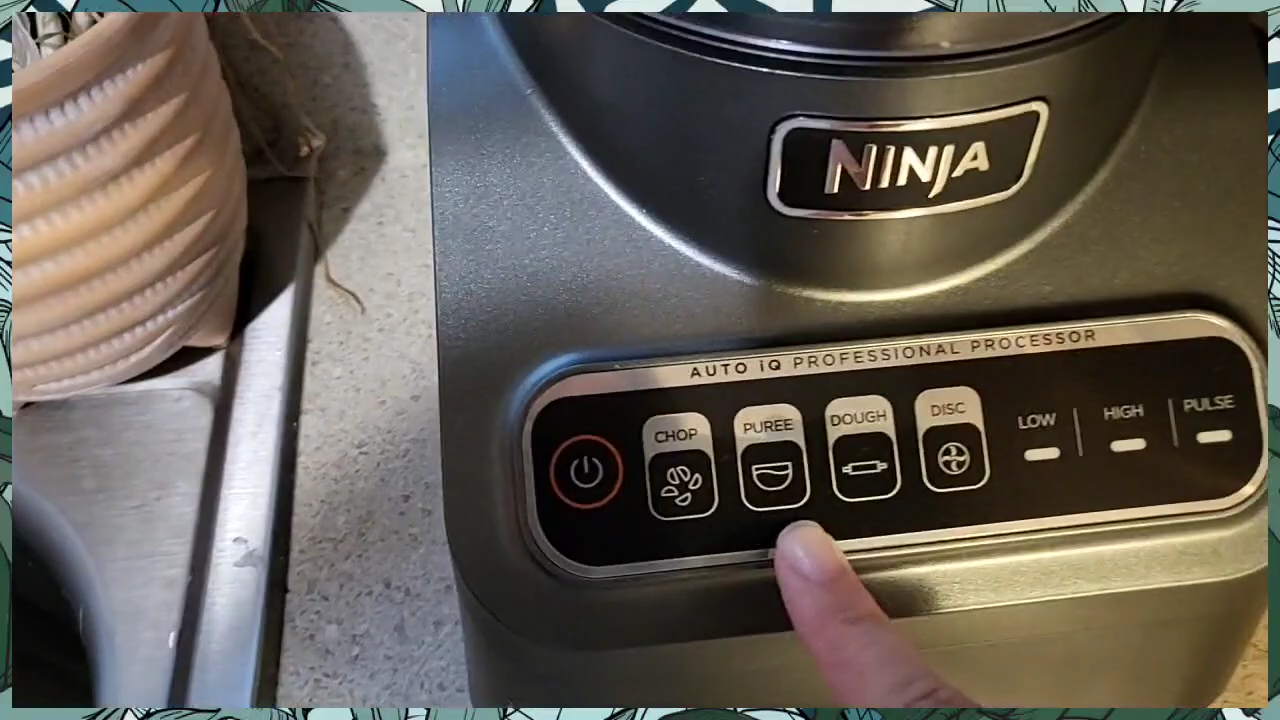 NINJA
AUTO IQ PROFESSIONAL PROCESSOR
CHOP PUREE DOUGH DISC LOW HIGH PULSE